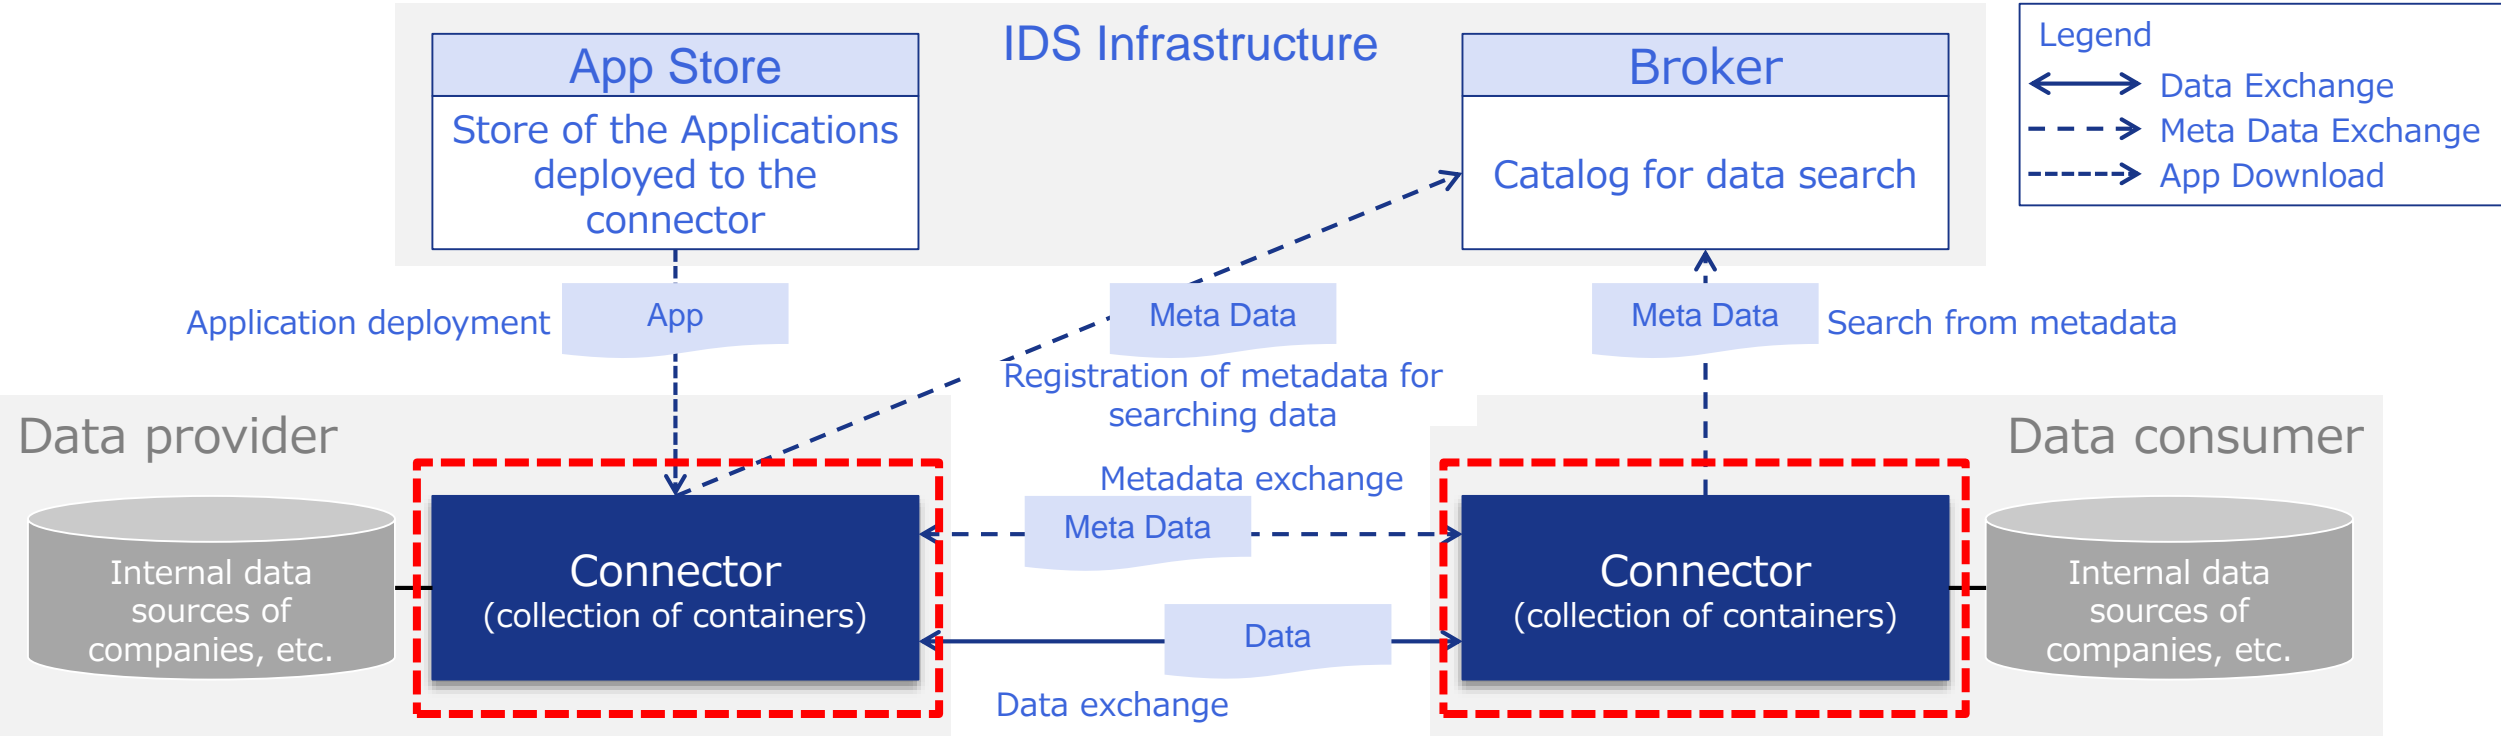 IDS Infrastructure
App Store
Store of the Applications
deployed to the
connector
Broker
Catalog for data search
Legend
Data Exchange
Meta Data Exchange
App Download
Application deployment
App
Meta Data
Registration of metadata for
searching data
Meta Data
Search from metadata
Data provider
Internal data
sources of
companies, etc.
Connector
(collection of containers)
Metadata exchange
Meta Data
Data
Data exchange
Data consumer
Connector
(collection of containers)
Internal data
sources of
companies, etc.